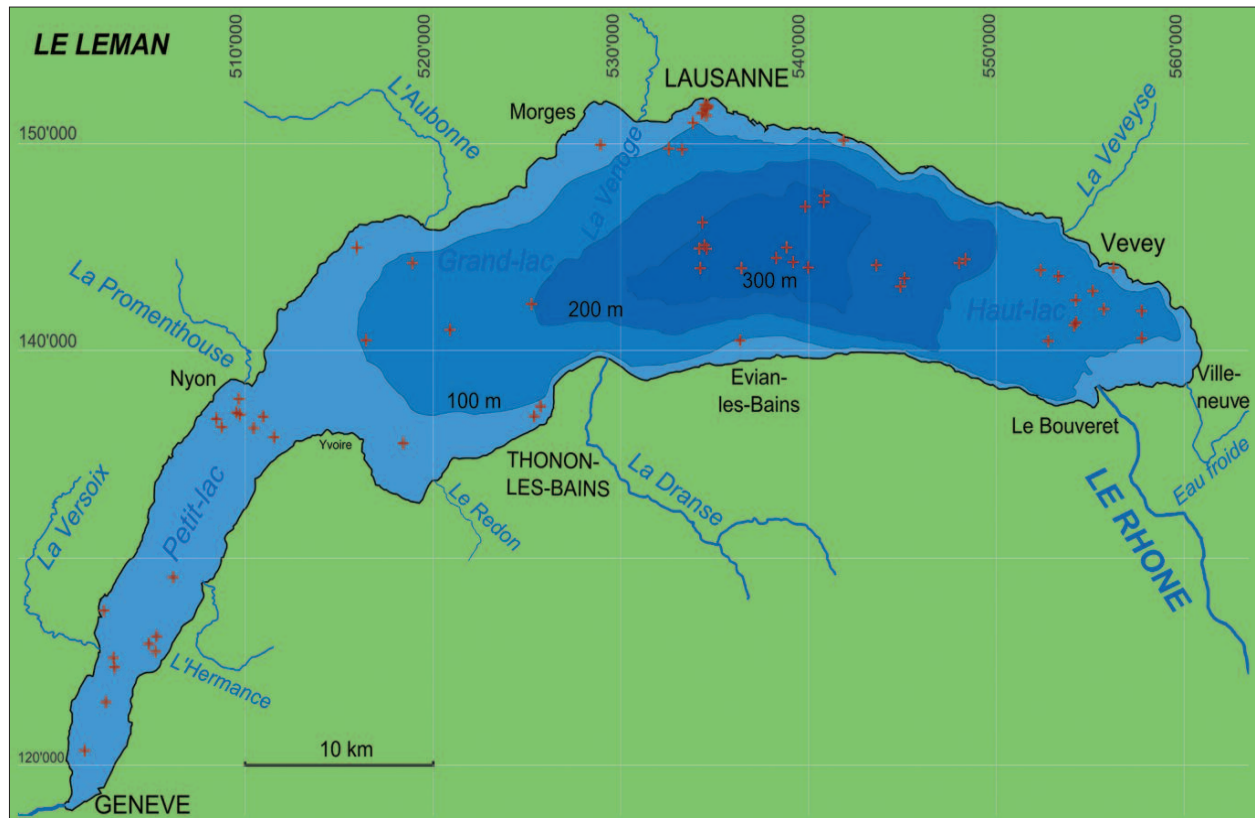 LE LEMAN
510'000
520'000
530'000
540'000
550'000
560'000
LAUSANNE
Morges
L'Aubonne
150'000
La Venoge
La Veveyse
Vevey
La Promenthouse
Grand-lac
300 m
200 m
Haut-lac
140'000
Nyon
100 m
Evian-
les-Bains
Ville-
neuve
Le Bouveret
Yvoire
THONON-
LES-BAINS
La Versoix
Petit-lac
Le Redon
La Dranse
Eau froide
LE RHONE
L'Hermance
120'000
10 km
GENEVE